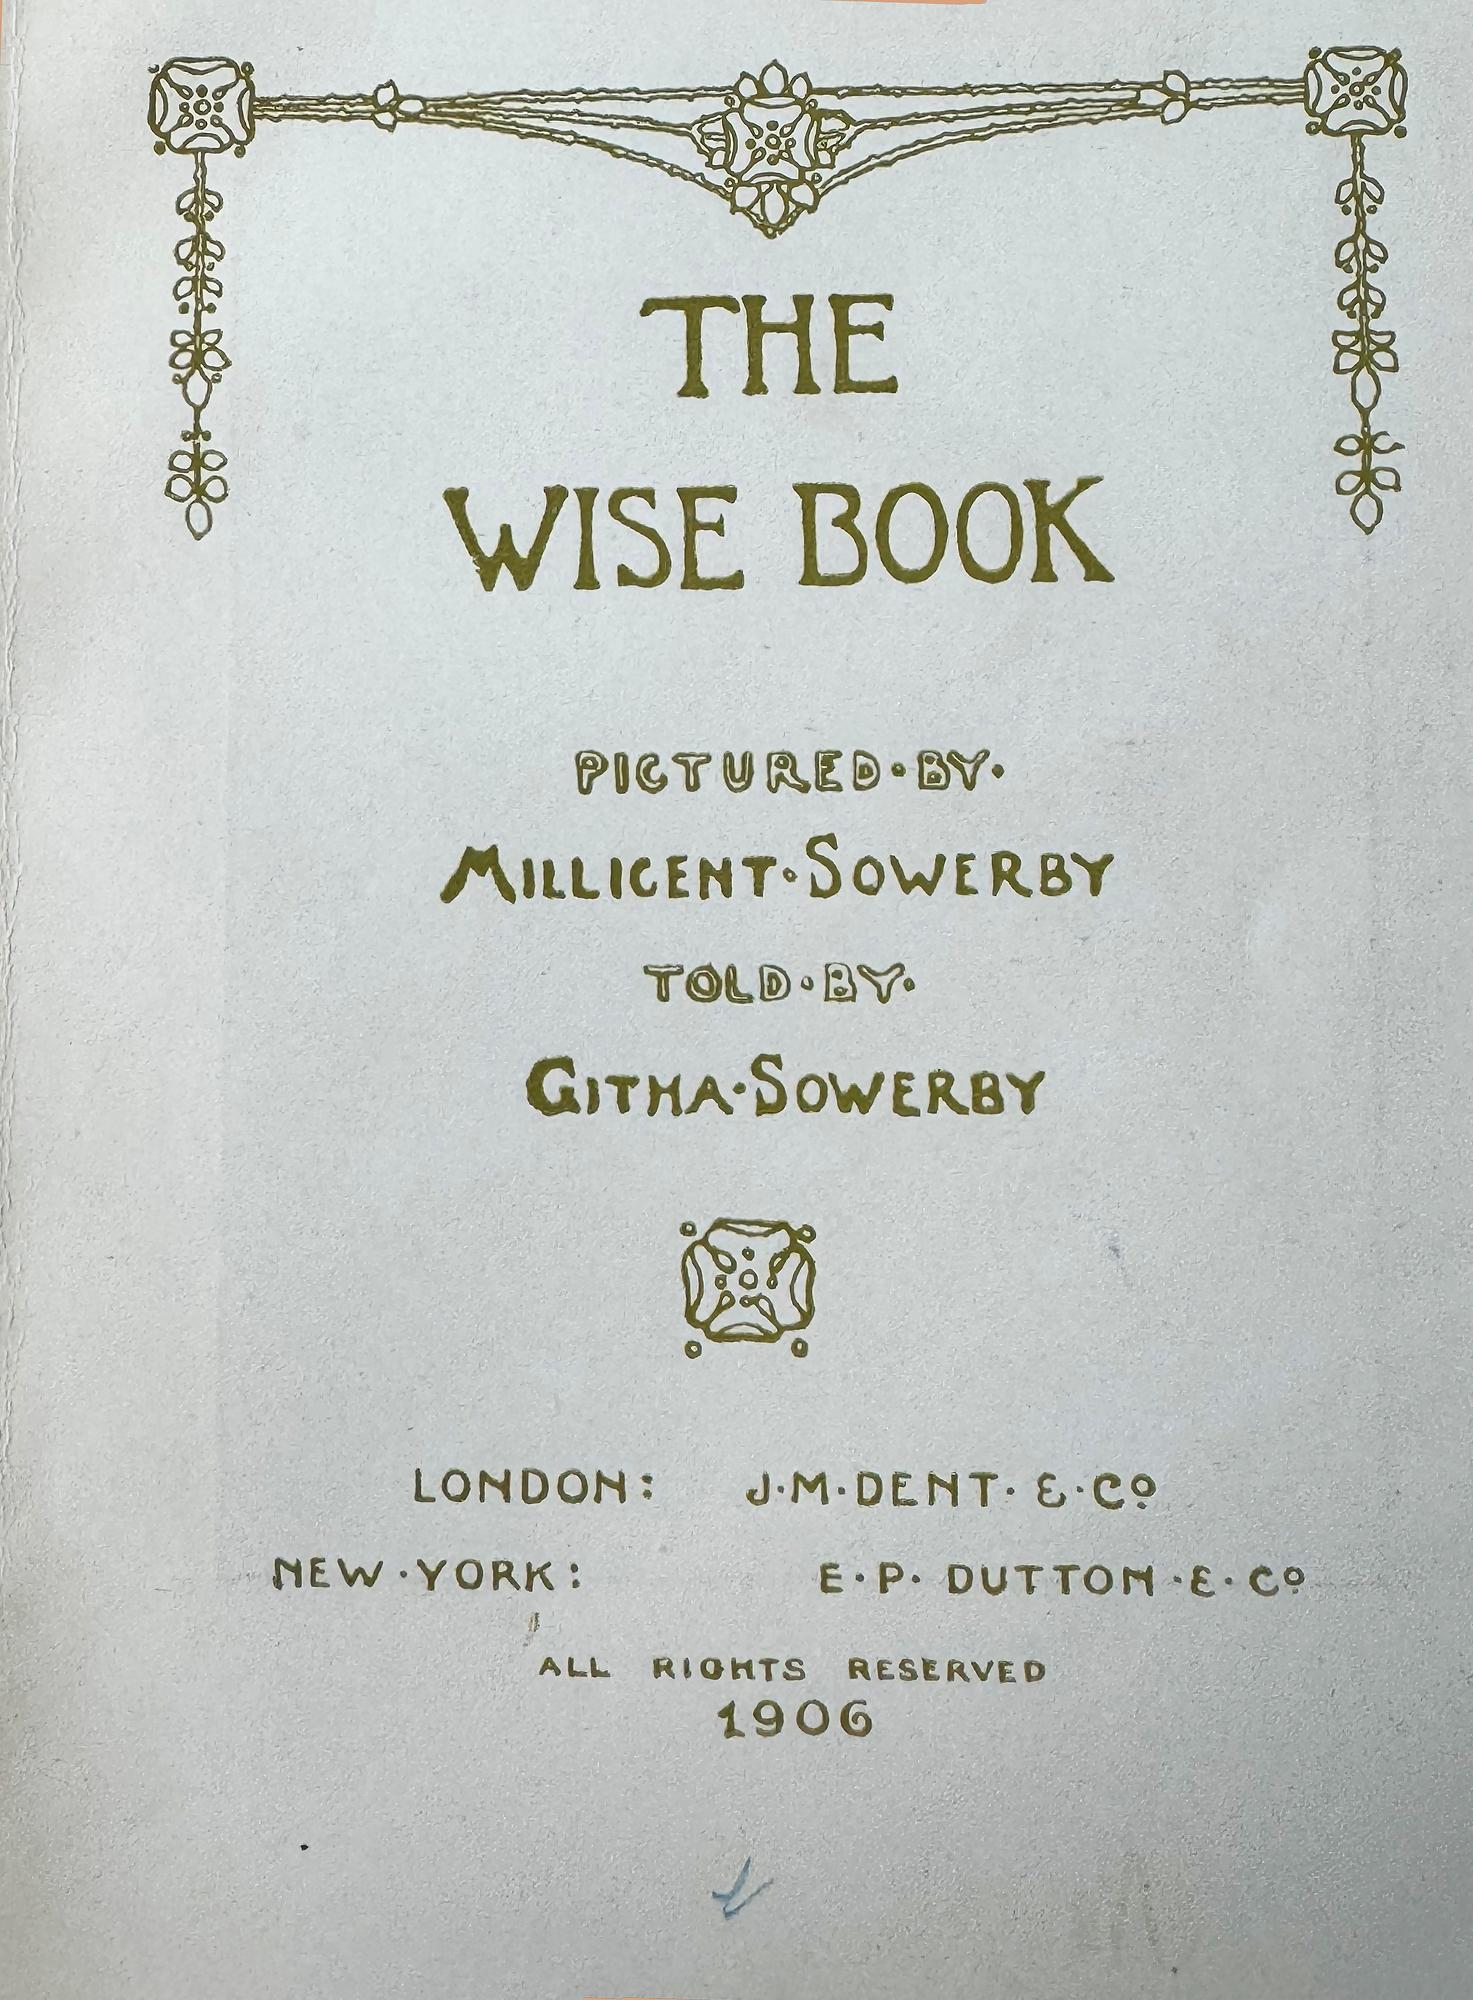 THE
WISE BOOK
PICTURED·BY·
MILLICENT·SOWERBY
TOLD·BY·
GITHA·SOWERBY
LONDON: J·M·DENT·&·Cº
NEW·YORK: E·P·DUTTON·&·Cº
ALL RIGHTS RESERVED
1906